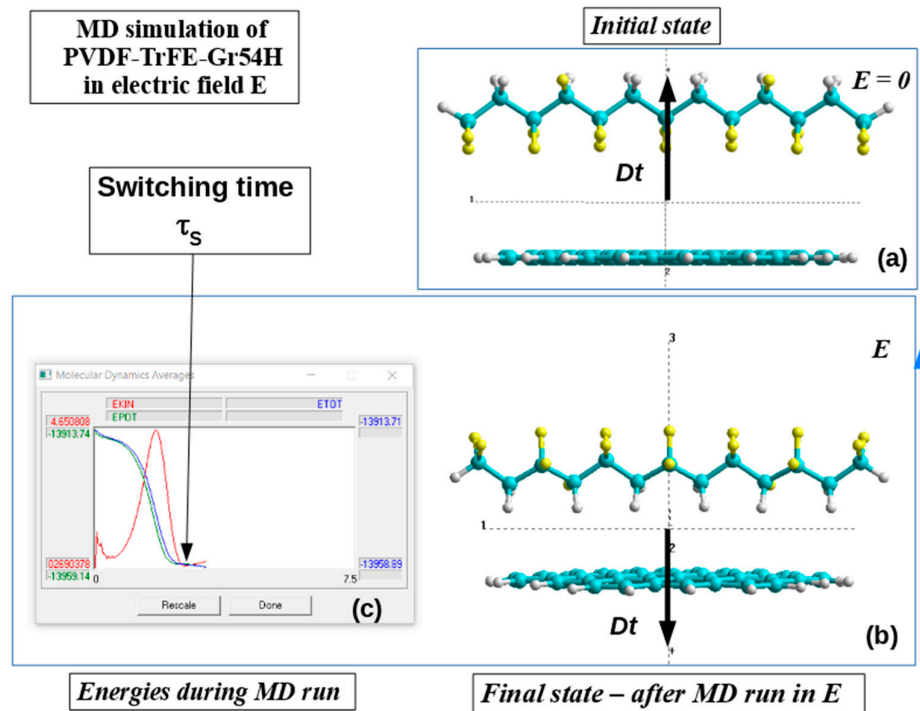 MD simulation of
PVDF-TrFE-Gr54H
in electric field E
Initial state
E = 0
Dt
1
2
(a)
Switching time
τS
Molecular Dynamics Averages
EKIN
ETOT
EPOT
4.650808
-13913.71
-13913.74
02690378
-13958.89
-13959.14
0
7.5
Rescale
Done
(c)
3
E
1
2
Dt
(b)
Energies during MD run
Final state – after MD run in E